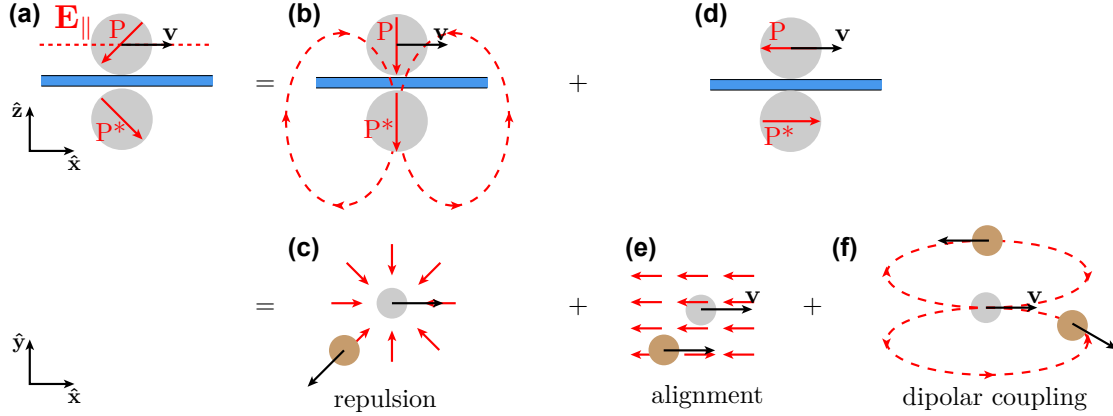 (a) (b) (d)
E∥ P v P v P v
= +
P* P* P*
ẑ
x̂
(c) (e) (f)
v v
= + +
ŷ
x̂
repulsion alignment dipolar coupling